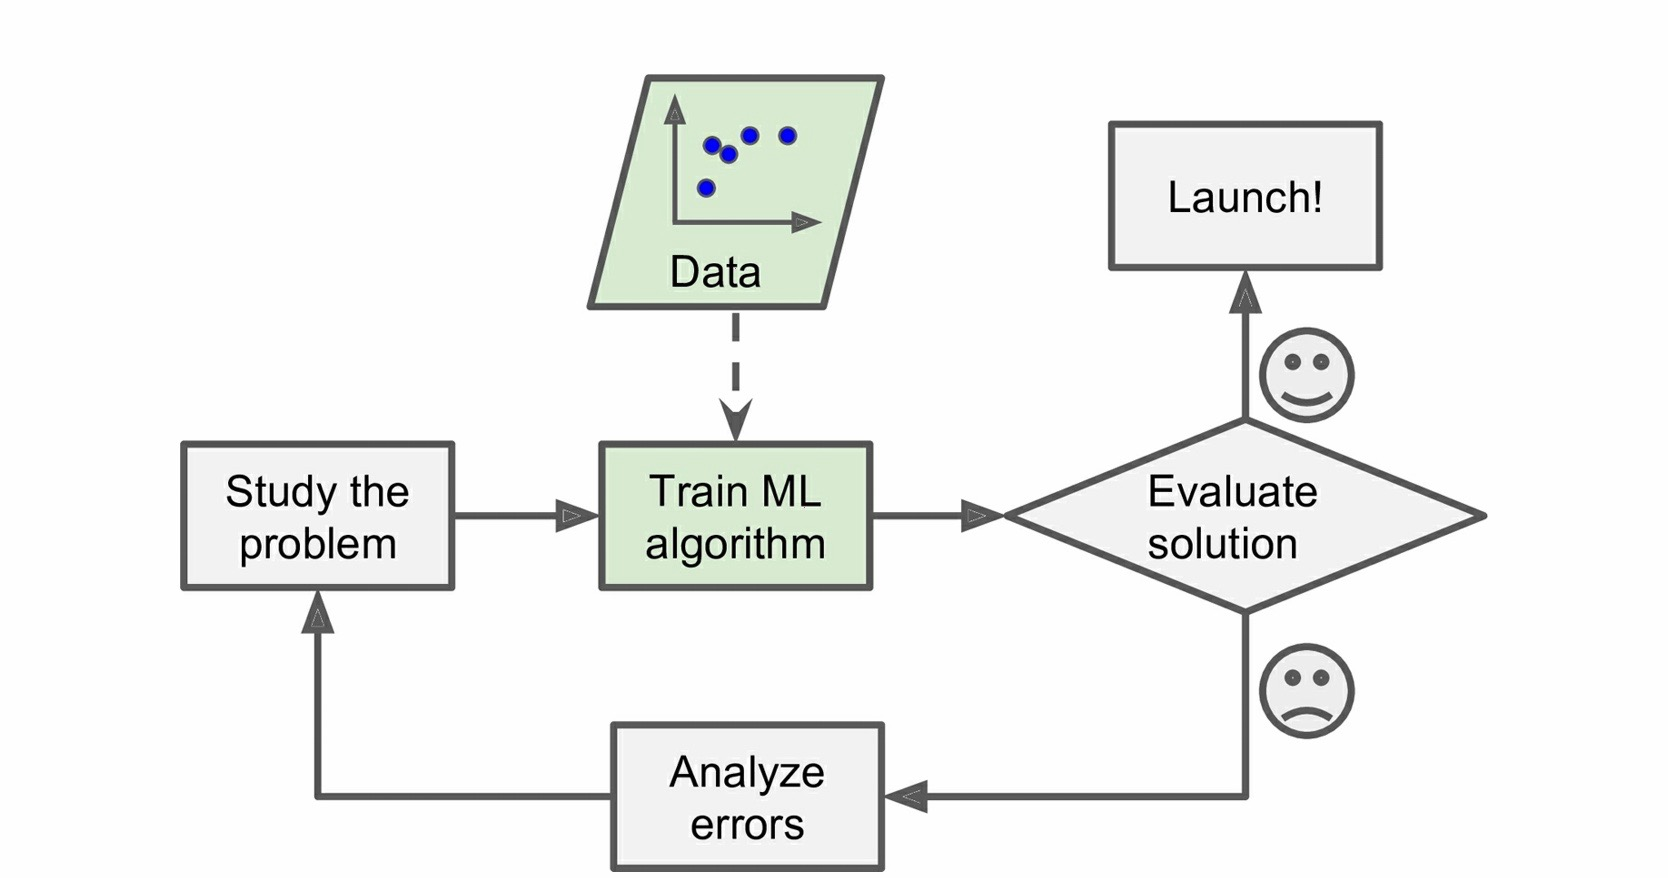 Data
Launch!
Study the
problem
Train ML
algorithm
Evaluate
solution
Analyze
errors